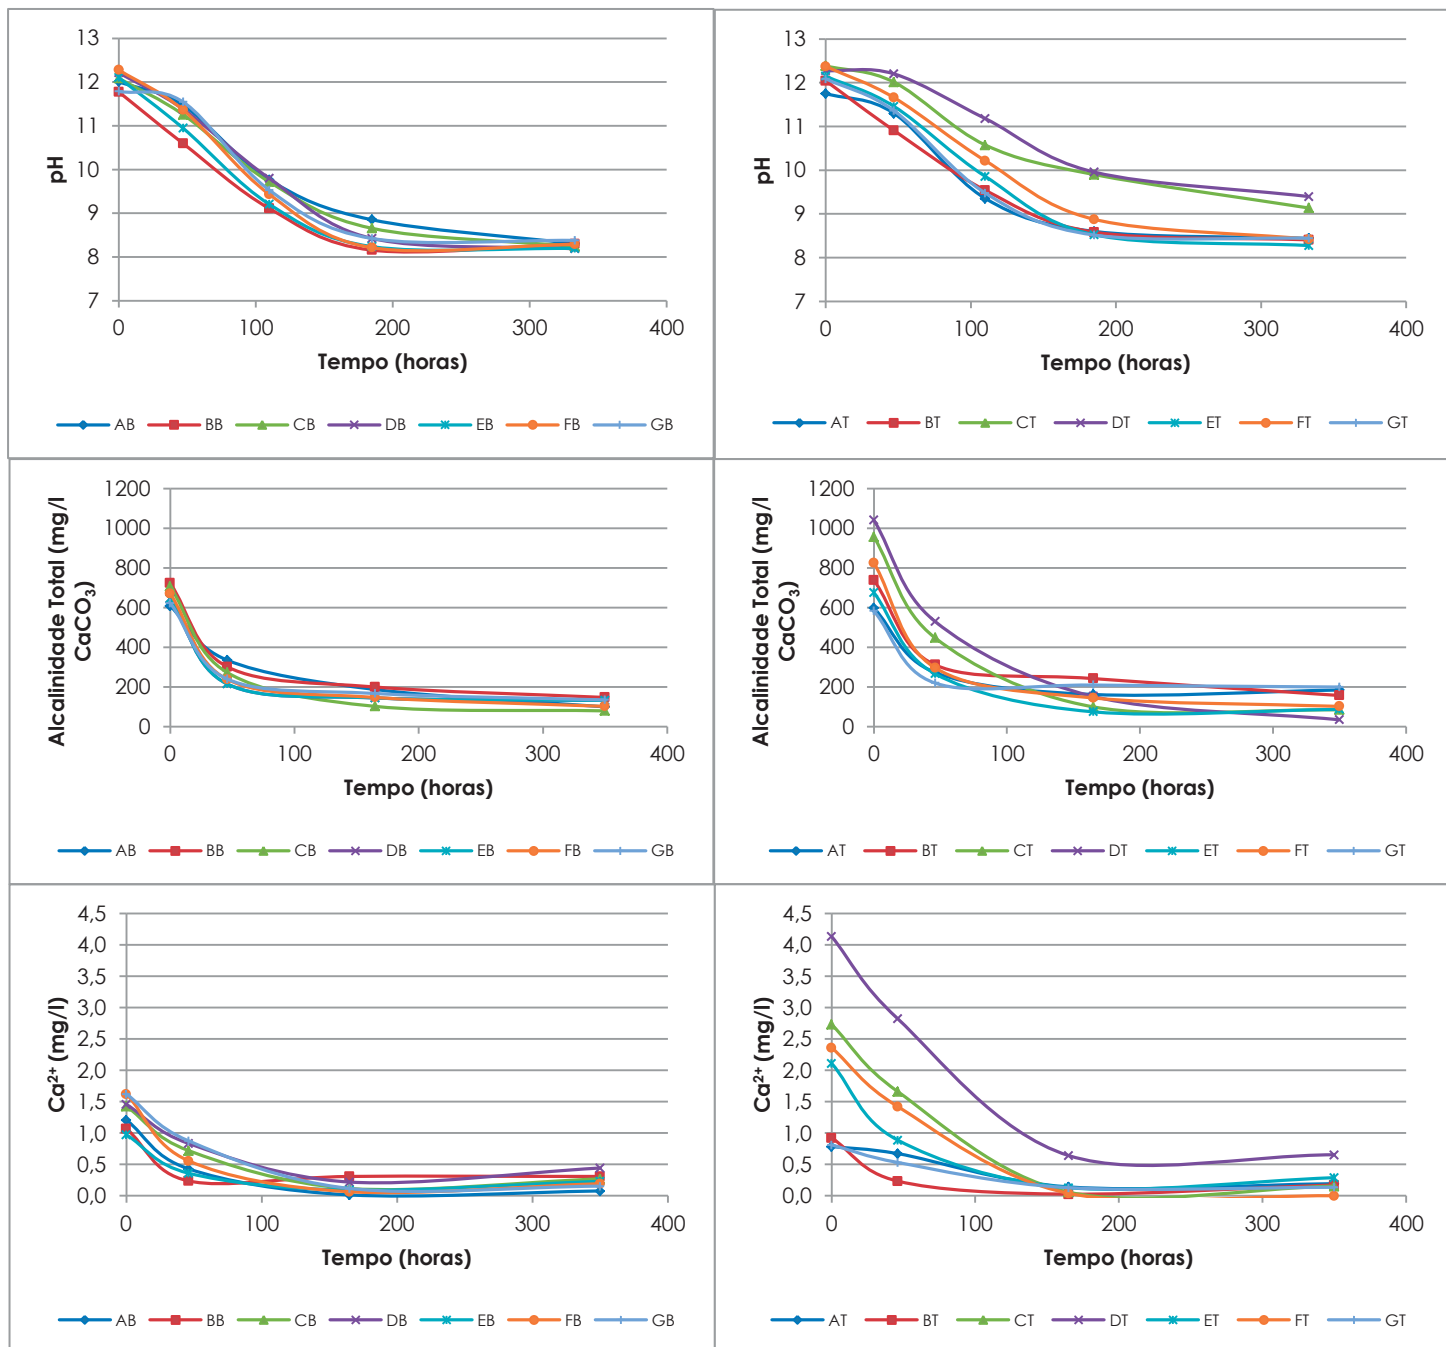 13
12
11
10
9
8
7
pH
0 100 200 300 400
Tempo (horas)
AB BB CB DB EB FB GB
13
12
11
10
9
8
7
pH
0 100 200 300 400
Tempo (horas)
AT BT CT DT ET FT GT
1200
1000
800
600
400
200
0
Alcalinidade Total (mg/l
CaCO₃)
0 100 200 300 400
Tempo (horas)
AB BB CB DB EB FB GB
1200
1000
800
600
400
200
0
Alcalinidade Total (mg/l
CaCO₃)
0 100 200 300 400
Tempo (horas)
AT BT CT DT ET FT GT
4,5
4,0
3,5
3,0
2,5
2,0
1,5
1,0
0,5
0,0
Ca²⁺ (mg/l)
0 100 200 300 400
Tempo (horas)
AB BB CB DB EB FB GB
4,5
4,0
3,5
3,0
2,5
2,0
1,5
1,0
0,5
0,0
Ca²⁺ (mg/l)
0 100 200 300 400
Tempo (horas)
AT BT CT DT ET FT GT